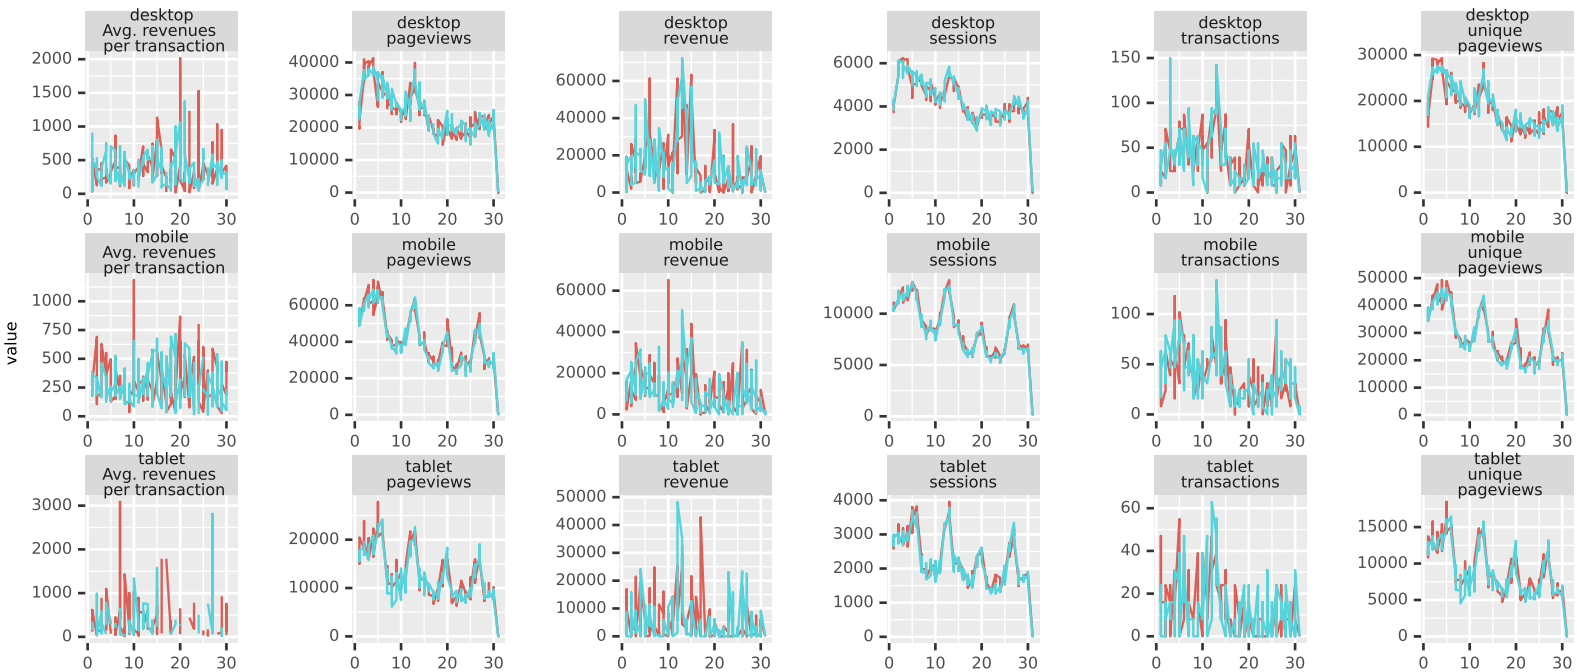 desktop
Avg. revenues
per transaction
desktop
pageviews
desktop
revenue
desktop
sessions
desktop
transactions
desktop
unique
pageviews
2000
1500
1000
500
0
40000
30000
20000
10000
0
60000
40000
20000
0
6000
4000
2000
0
150
100
50
0
30000
20000
10000
0
0 10 20 30
0 10 20 30
0 10 20 30
0 10 20 30
0 10 20 30
0 10 20 30
mobile
Avg. revenues
per transaction
mobile
pageviews
mobile
revenue
mobile
sessions
mobile
transactions
mobile
unique
pageviews
value
1000
750
500
250
0
60000
40000
20000
0
60000
40000
20000
0
10000
5000
0
100
50
0
50000
40000
30000
20000
10000
0
0 10 20 30
0 10 20 30
0 10 20 30
0 10 20 30
0 10 20 30
0 10 20 30
tablet
Avg. revenues
per transaction
tablet
pageviews
tablet
revenue
tablet
sessions
tablet
transactions
tablet
unique
pageviews
3000
2000
1000
0
20000
10000
0
50000
40000
30000
20000
10000
0
4000
3000
2000
1000
0
60
40
20
0
15000
10000
5000
0
0 10 20 30
0 10 20 30
0 10 20 30
0 10 20 30
0 10 20 30
0 10 20 30